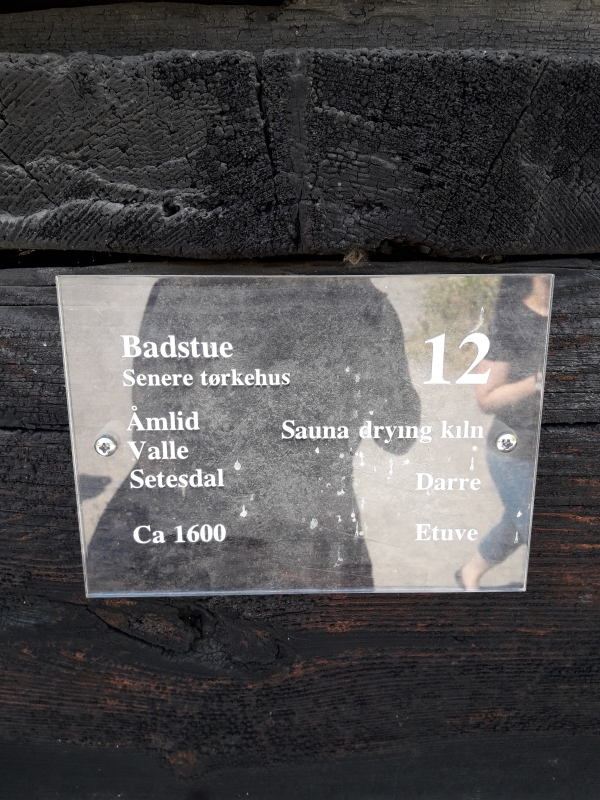 Badstue
Senere tørkehus
12
Åmlid
Valle
Setesdal
Sauna drying kiln
Darre
Ca 1600
Etuve